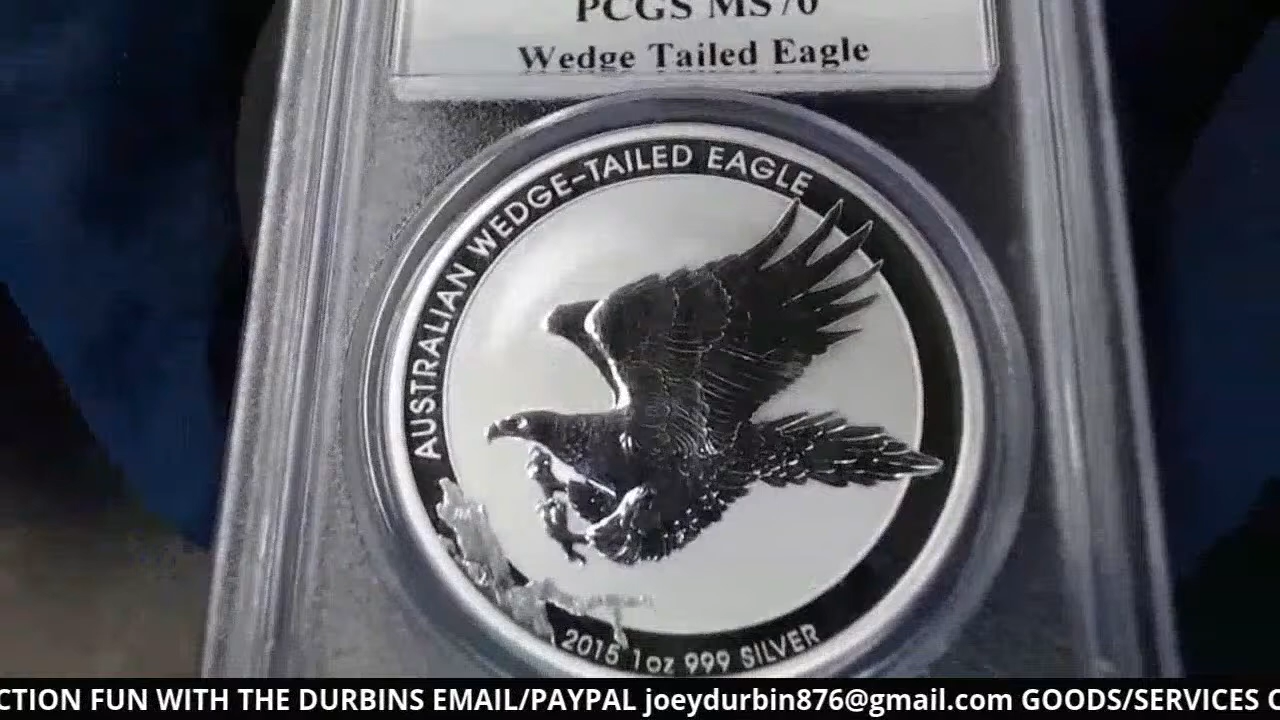 PCGS MS70
Wedge Tailed Eagle
AUSTRALIAN WEDGE-TAILED EAGLE
2015 1oz 999 SILVER
CTION FUN WITH THE DURBINS EMAIL/PAYPAL joeydurbin876@gmail.com GOODS/SERVICES